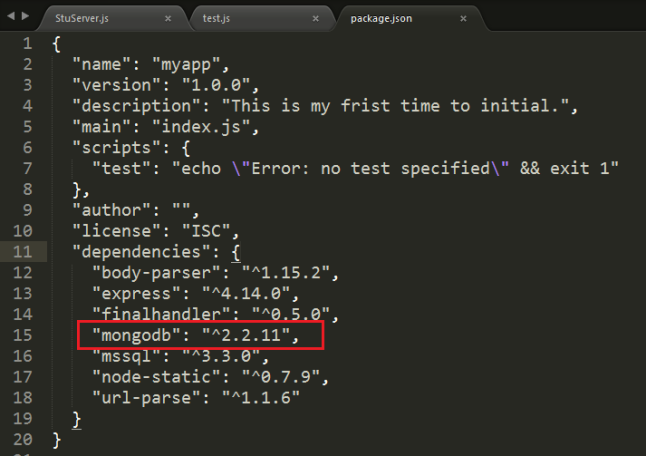 StuServer.js × test.js × package.json ×
1 {
2 "name": "myapp",
3 "version": "1.0.0",
4 "description": "This is my frist time to initial.",
5 "main": "index.js",
6 "scripts": {
7 "test": "echo \"Error: no test specified\" && exit 1"
8 },
9 "author": "",
10 "license": "ISC",
11 "dependencies": {
12 "body-parser": "^1.15.2",
13 "express": "^4.14.0",
14 "finalhandler": "^0.5.0",
15 "mongodb": "^2.2.11",
16 "mssql": "^3.3.0",
17 "node-static": "^0.7.9",
18 "url-parse": "^1.1.6"
19 }
20 }